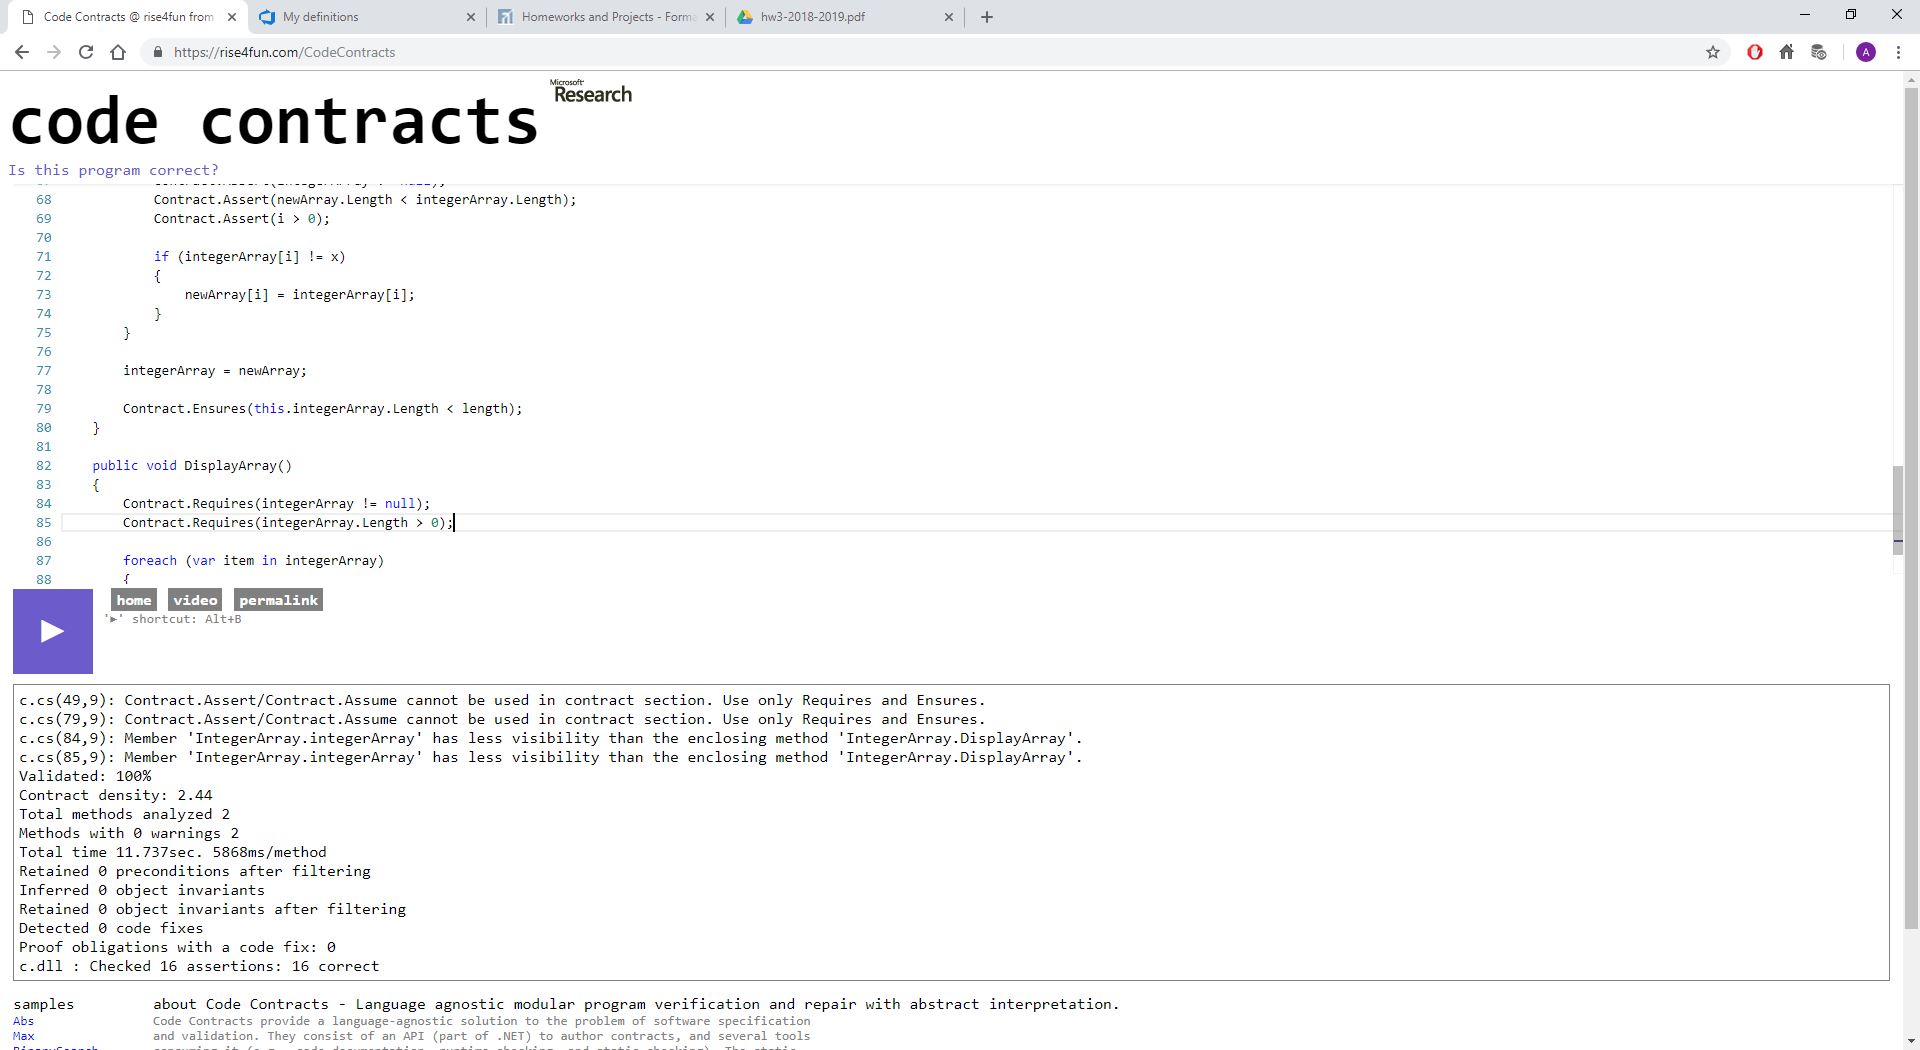 Code Contracts @ rise4fun from
My definitions
Homeworks and Projects - Forma
hw3-2018-2019.pdf
https://rise4fun.com/CodeContracts
A
Microsoft
Research
code contracts
Is this program correct?
68 Contract.Assert(newArray.Length < integerArray.Length);
69 Contract.Assert(i > 0);
70
71 if (integerArray[i] != x)
72 {
73 newArray[i] = integerArray[i];
74 }
75 }
76
77 integerArray = newArray;
78
79 Contract.Ensures(this.integerArray.Length < length);
80 }
81
82 public void DisplayArray()
83 {
84 Contract.Requires(integerArray != null);
85 Contract.Requires(integerArray.Length > 0);
86
87 foreach (var item in integerArray)
88 {
home video permalink
'►' shortcut: Alt+B
c.cs(49,9): Contract.Assert/Contract.Assume cannot be used in contract section. Use only Requires and Ensures.
c.cs(79,9): Contract.Assert/Contract.Assume cannot be used in contract section. Use only Requires and Ensures.
c.cs(84,9): Member 'IntegerArray.integerArray' has less visibility than the enclosing method 'IntegerArray.DisplayArray'.
c.cs(85,9): Member 'IntegerArray.integerArray' has less visibility than the enclosing method 'IntegerArray.DisplayArray'.
Validated: 100%
Contract density: 2.44
Total methods analyzed 2
Methods with 0 warnings 2
Total time 11.737sec. 5868ms/method
Retained 0 preconditions after filtering
Inferred 0 object invariants
Retained 0 object invariants after filtering
Detected 0 code fixes
Proof obligations with a code fix: 0
c.dll : Checked 16 assertions: 16 correct
samples
Abs
Max
about Code Contracts - Language agnostic modular program verification and repair with abstract interpretation.
Code Contracts provide a language-agnostic solution to the problem of software specification
and validation. They consist of an API (part of .NET) to author contracts, and several tools